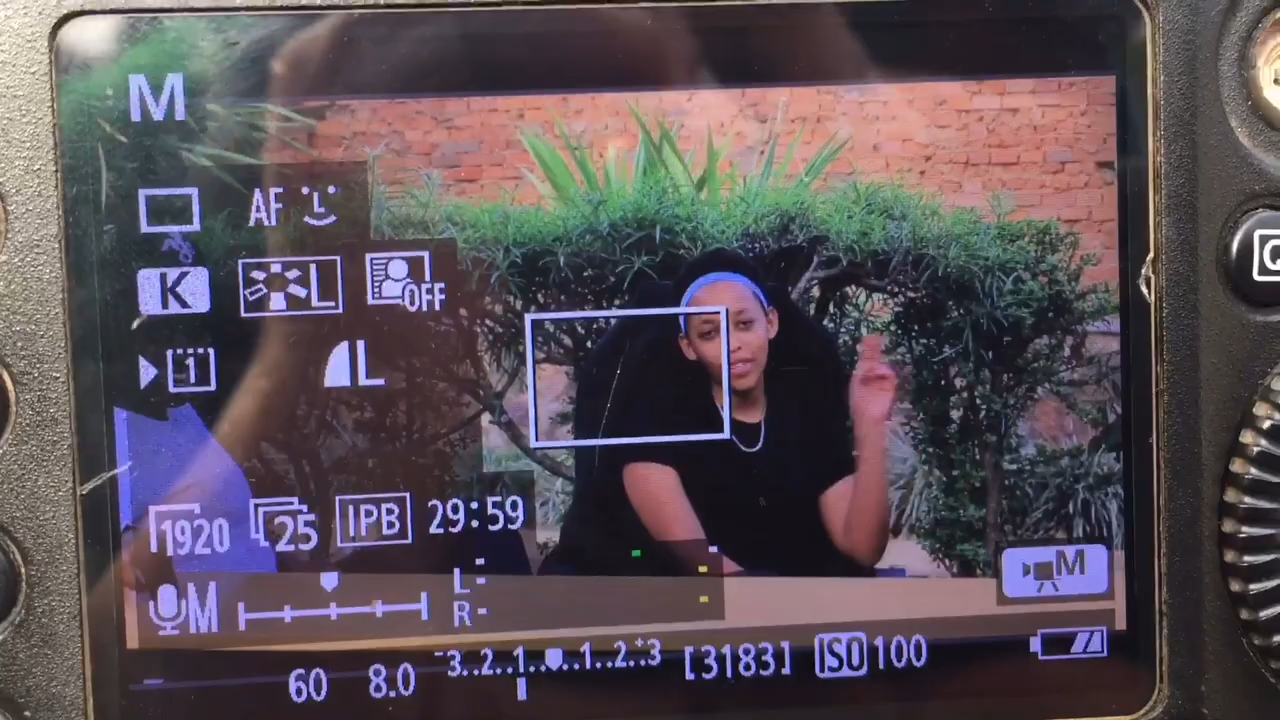 M
AF
K L OFF
1 L
1920 25 IPB 29:59
M L
R
M
60 8.0 -3..2..1....1..2..+3 [3183] ISO 100
Q